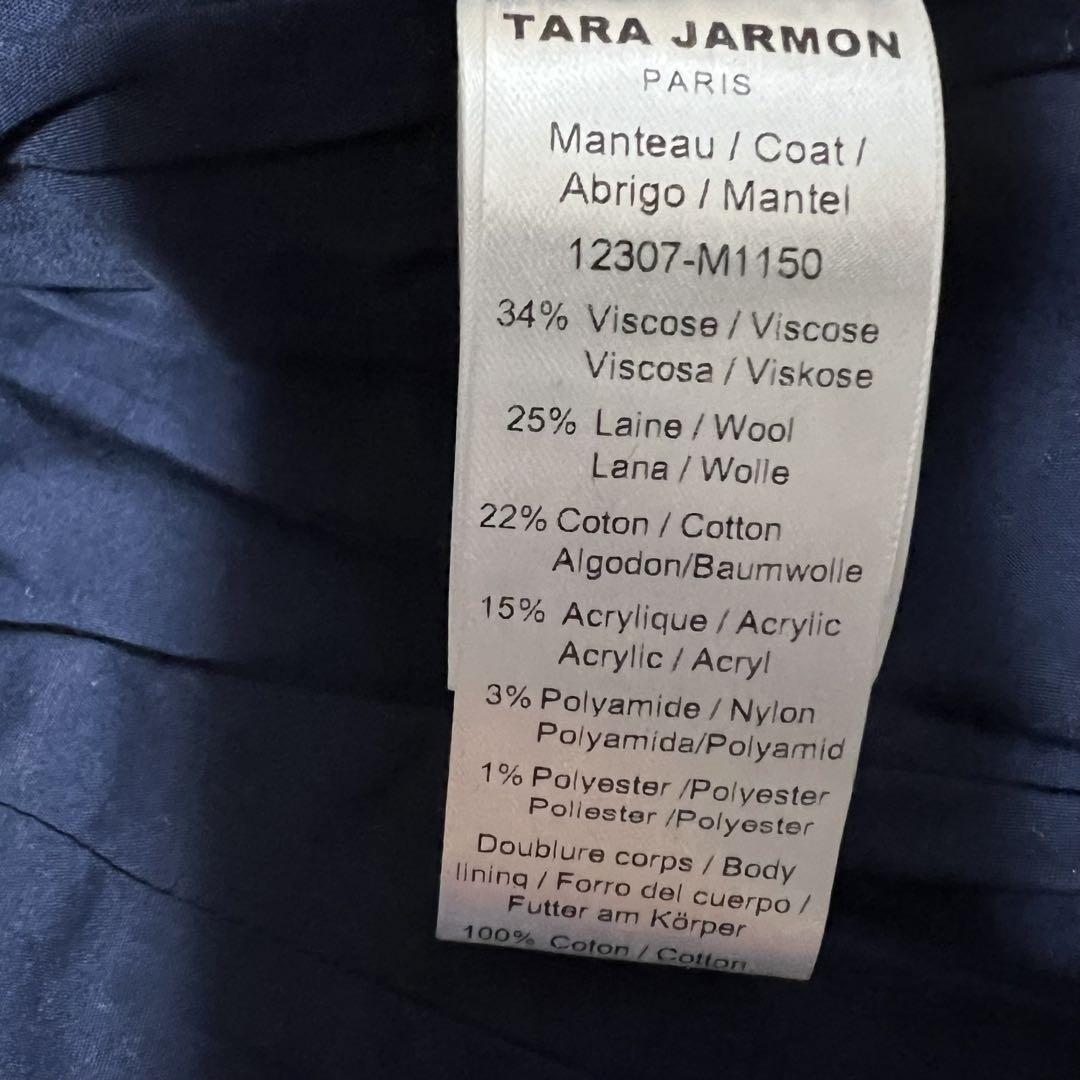 TARA JARMON
PARIS
Manteau / Coat /
Abrigo / Mantel
12307-M1150
34% Viscose / Viscose
Viscosa / Viskose
25% Laine / Wool
Lana / Wolle
22% Coton / Cotton
Algodon/Baumwolle
15% Acrylique / Acrylic
Acrylic / Acryl
3% Polyamide / Nylon
Polyamida/Polyamid
1% Polyester /Polyester
Poliester /Polyester
Doublure corps / Body
lining / Forro del cuerpo /
Futter am Körper
100% Coton / Cotton